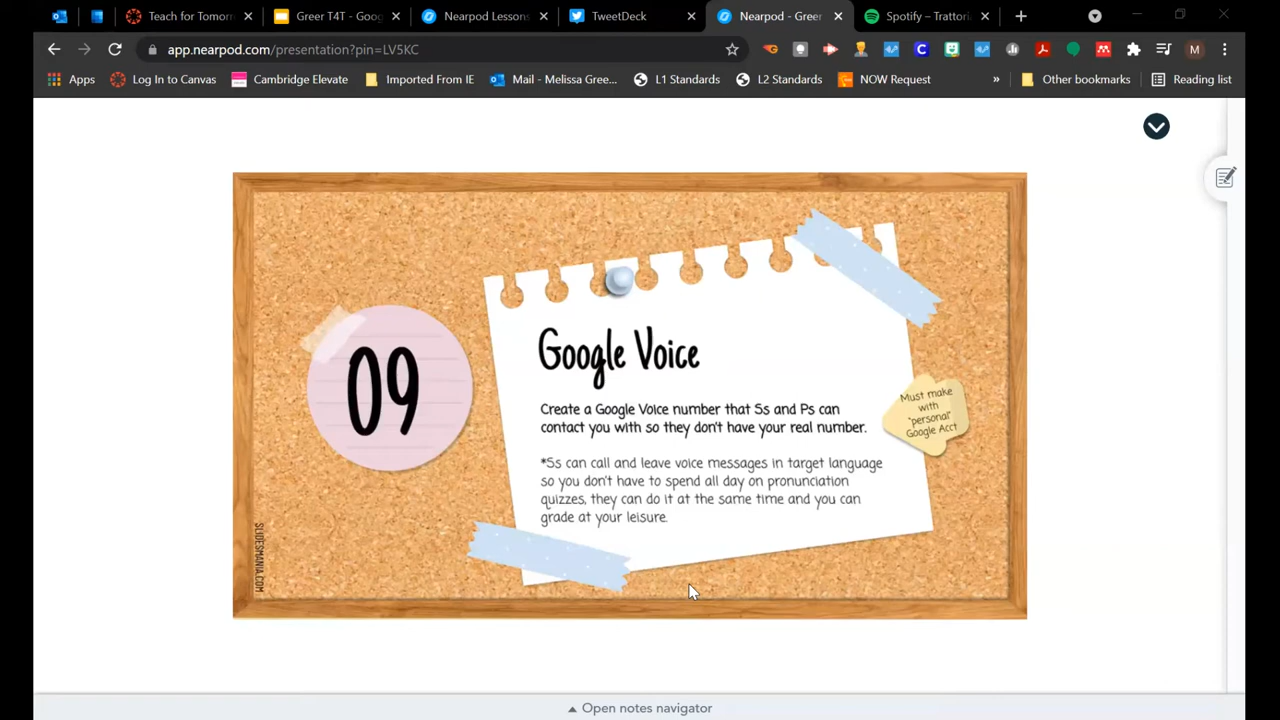 Teach for Tomorr
Greer T4T - Goog
Nearpod Lessons
TweetDeck
Nearpod - Greer
Spotify – Trattori
app.nearpod.com/presentation?pin=LV5KC
M
Apps
Log In to Canvas
Cambridge Elevate
Imported From IE
Mail - Melissa Gree...
L1 Standards
L2 Standards
NOW Request
»
Other bookmarks
Reading list
09
Google Voice
Create a Google Voice number that Ss and Ps can
contact you with so they don't have your real number.
*Ss can call and leave voice messages in target language
so you don't have to spend all day on pronunciation
quizzes, they can do it at the same time and you can
grade at your leisure.
Must make
with
"personal"
Google Acct
SLIDESMANIA.COM
Open notes navigator